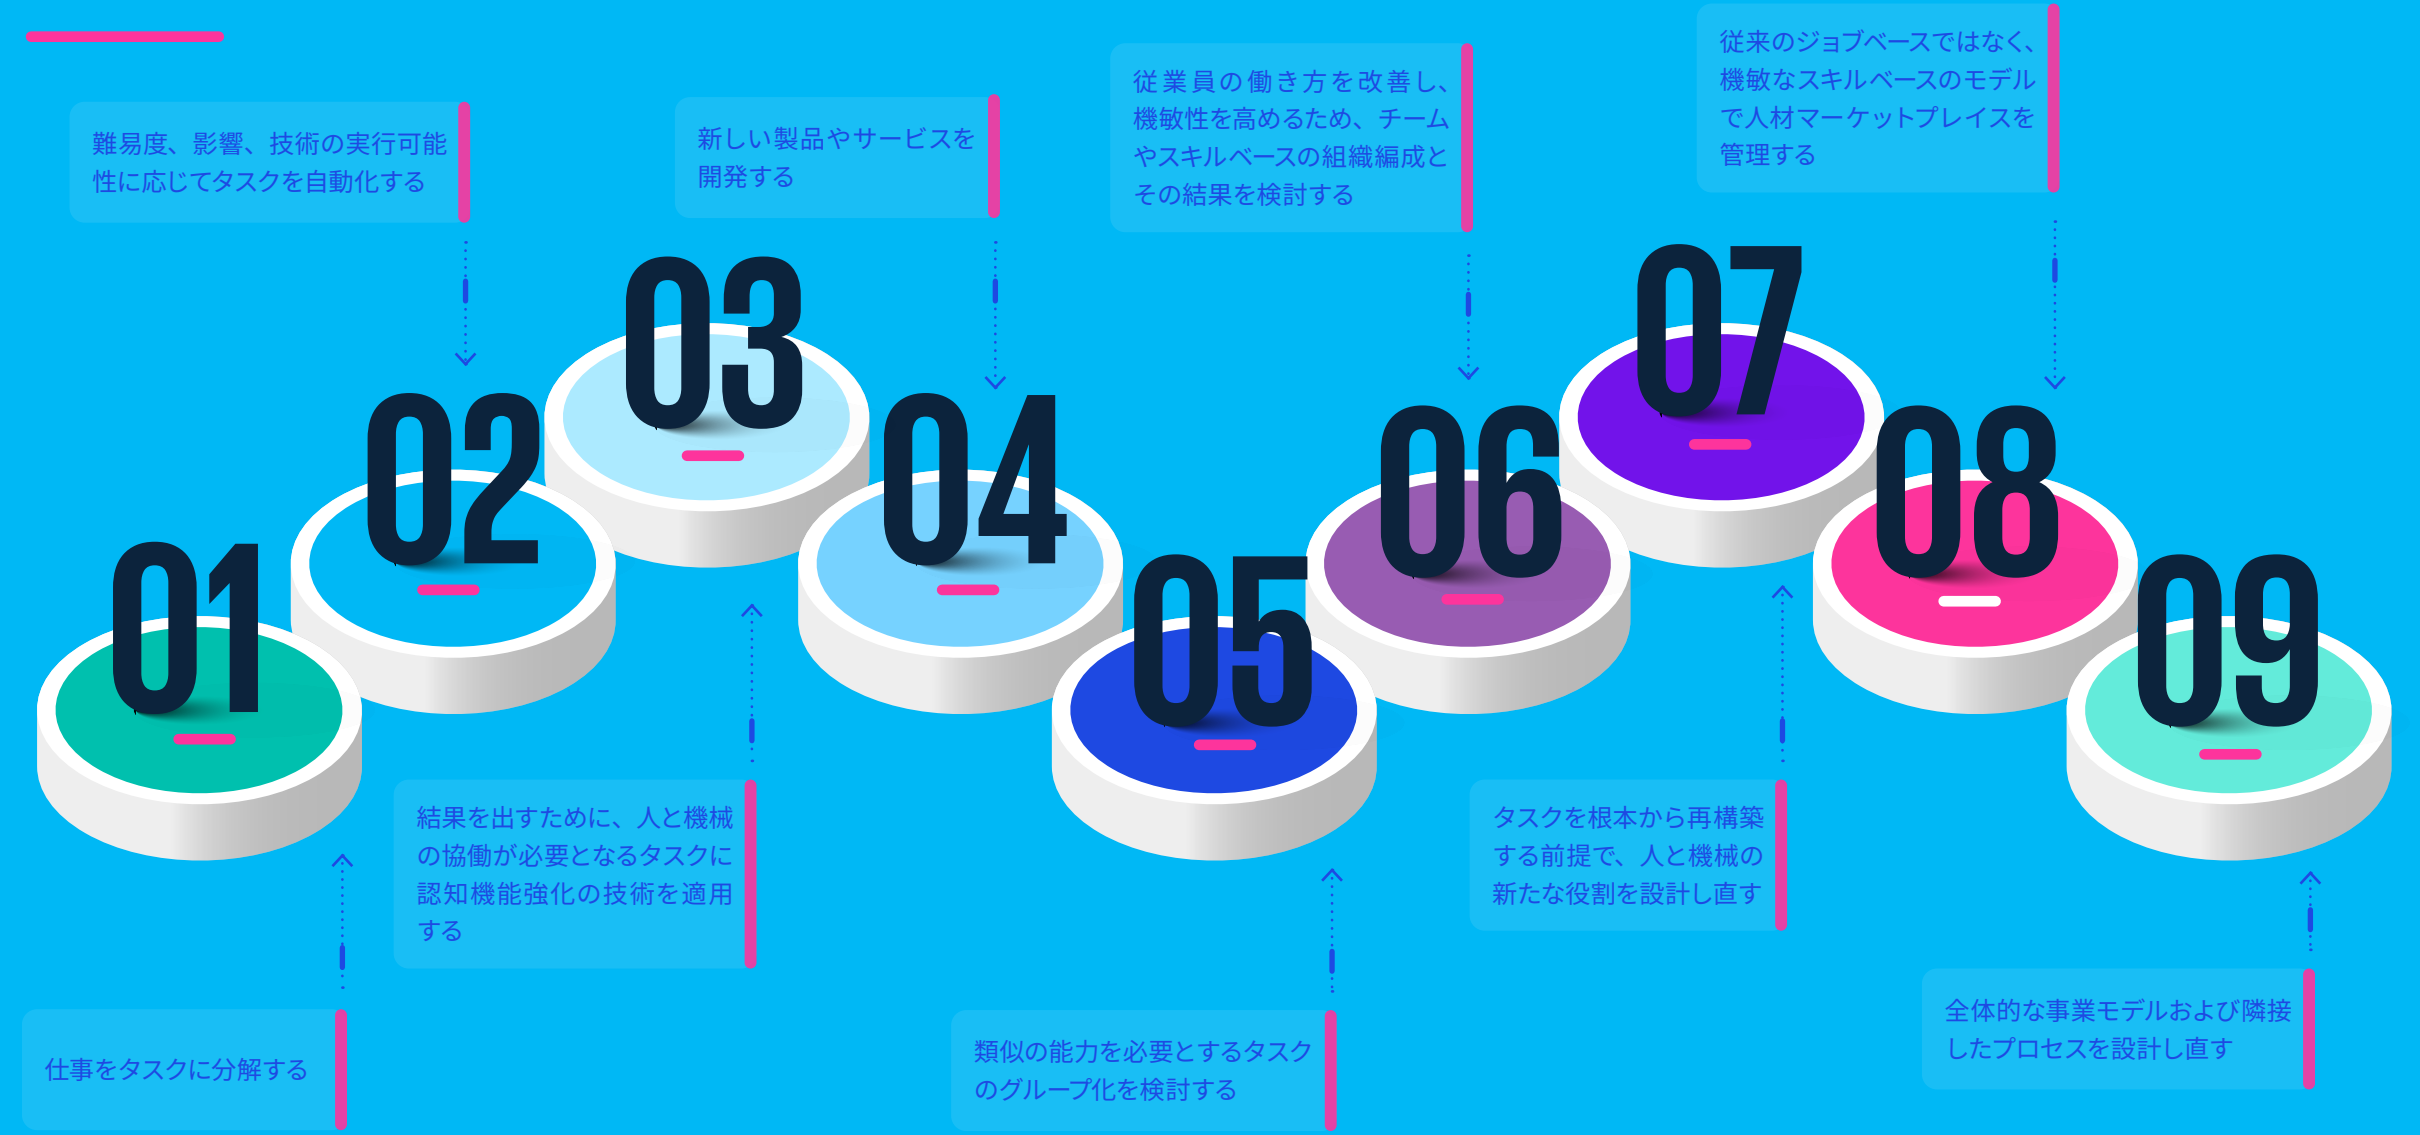 01
仕事をタスクに分解する
02
難易度、影響、技術の実行可能
性に応じてタスクを自動化する
03
結果を出すために、人と機械
の協働が必要となるタスクに
認知機能強化の技術を適用
する
04
新しい製品やサービスを
開発する
05
類似の能力を必要とするタスク
のグループ化を検討する
06
従業員の働き方を改善し、
機敏性を高めるため、チーム
やスキルベースの組織編成と
その結果を検討する
07
タスクを根本から再構築
する前提で、人と機械の
新たな役割を設計し直す
08
従来のジョブベースではなく、
機敏なスキルベースのモデル
で人材マーケットプレイスを
管理する
09
全体的な事業モデルおよび隣接
したプロセスを設計し直す